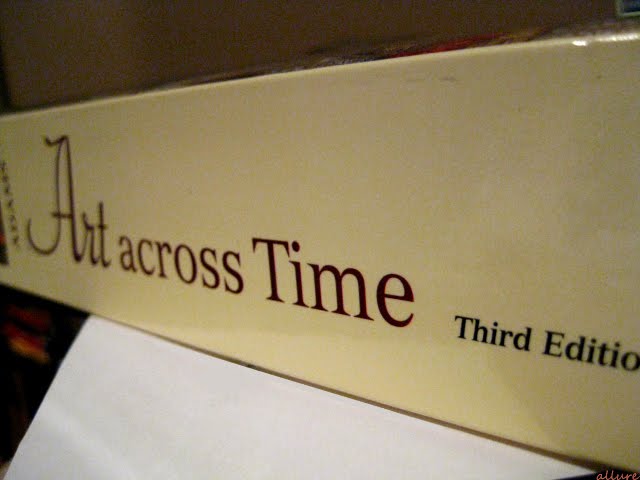 Art across Time
Third Editio
allure